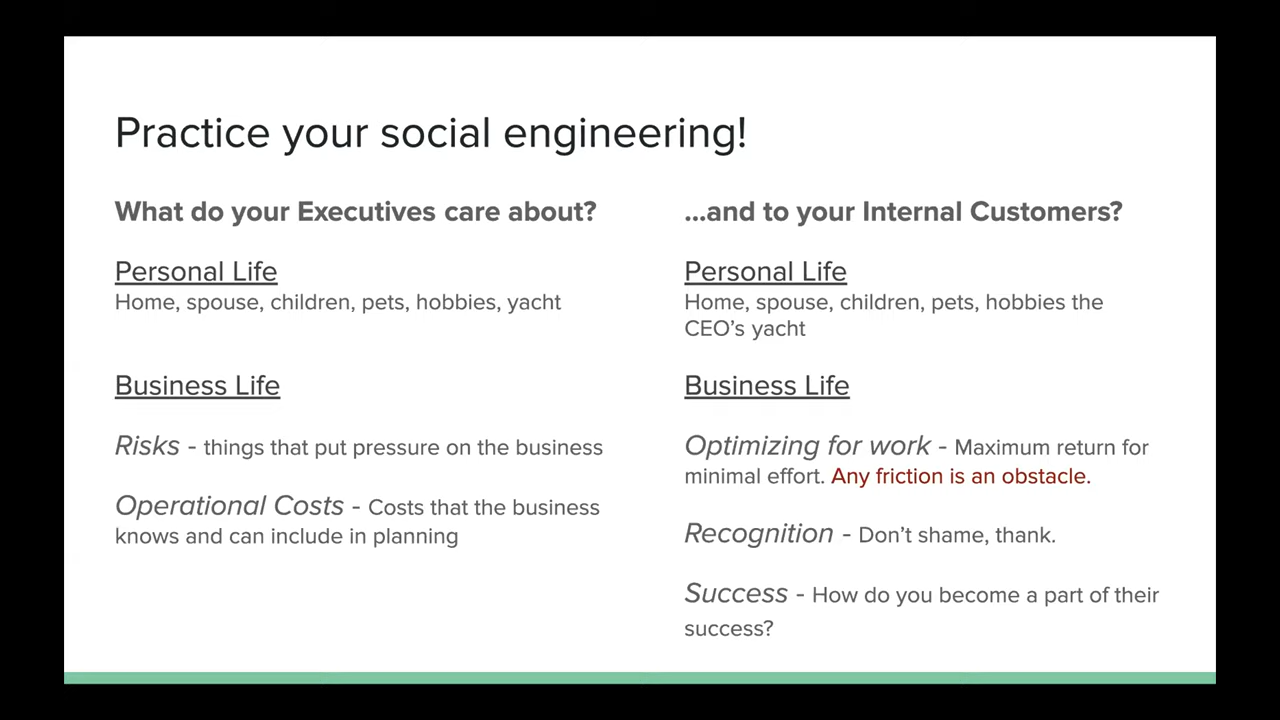 Practice your social engineering!
What do your Executives care about?
Personal Life
Home, spouse, children, pets, hobbies, yacht
Business Life
Risks - things that put pressure on the business
Operational Costs - Costs that the business
knows and can include in planning
...and to your Internal Customers?
Personal Life
Home, spouse, children, pets, hobbies the
CEO’s yacht
Business Life
Optimizing for work - Maximum return for
minimal effort. Any friction is an obstacle.
Recognition - Don’t shame, thank.
Success - How do you become a part of their
success?